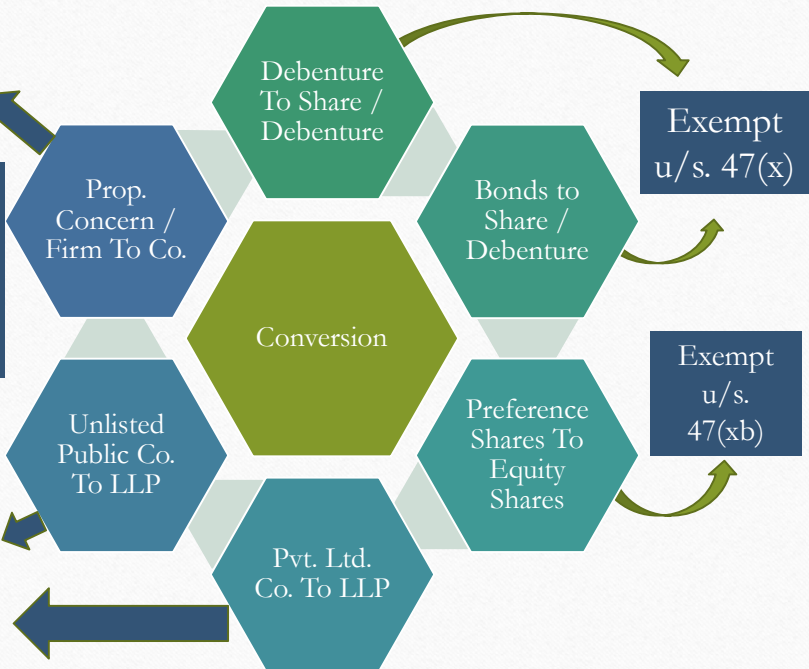 Debenture
To Share /
Debenture
Exempt
u/s. 47(x)
Prop.
Concern /
Firm To Co.
Bonds to
Share /
Debenture
Conversion
Exempt
u/s.
47(xb)
Unlisted
Public Co.
To LLP
Preference
Shares To
Equity
Shares
Pvt. Ltd.
Co. To LLP